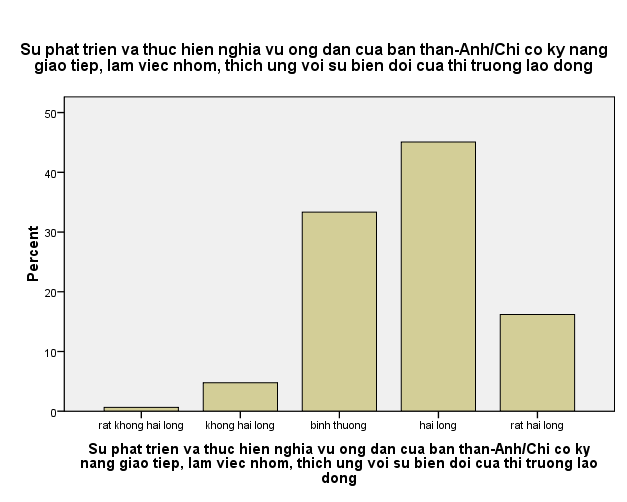 Su phat trien va thuc hien nghia vu ong dan cua ban than-Anh/Chi co ky nang
giao tiep, lam viec nhom, thich ung voi su bien doi cua thi truong lao dong
50
40
30
20
10
0
Percent
rat khong hai long
khong hai long
binh thuong
hai long
rat hai long
Su phat trien va thuc hien nghia vu ong dan cua ban than-Anh/Chi co ky
nang giao tiep, lam viec nhom, thich ung voi su bien doi cua thi truong lao
dong